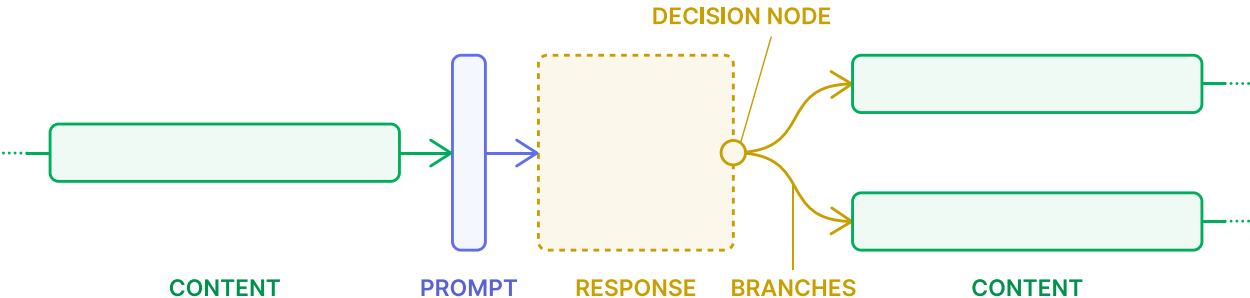 DECISION NODE
CONTENT
PROMPT
RESPONSE
BRANCHES
CONTENT